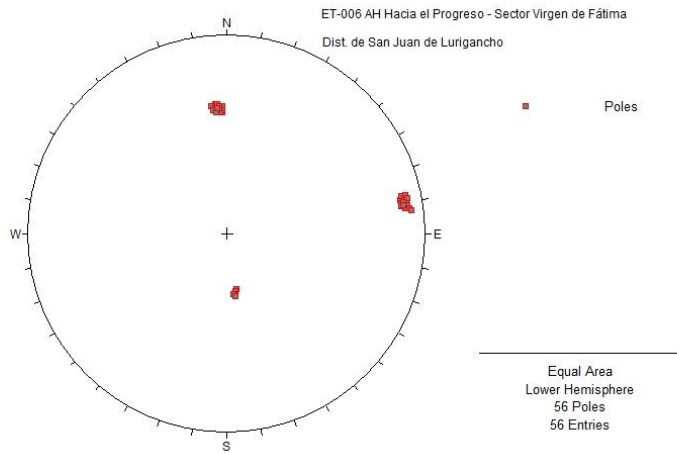 ET-006 AH Hacia el Progreso - Sector Virgen de Fátima
Dist. de San Juan de Lurigancho
N
Poles
W
E
S
Equal Area
Lower Hemisphere
56 Poles
56 Entries